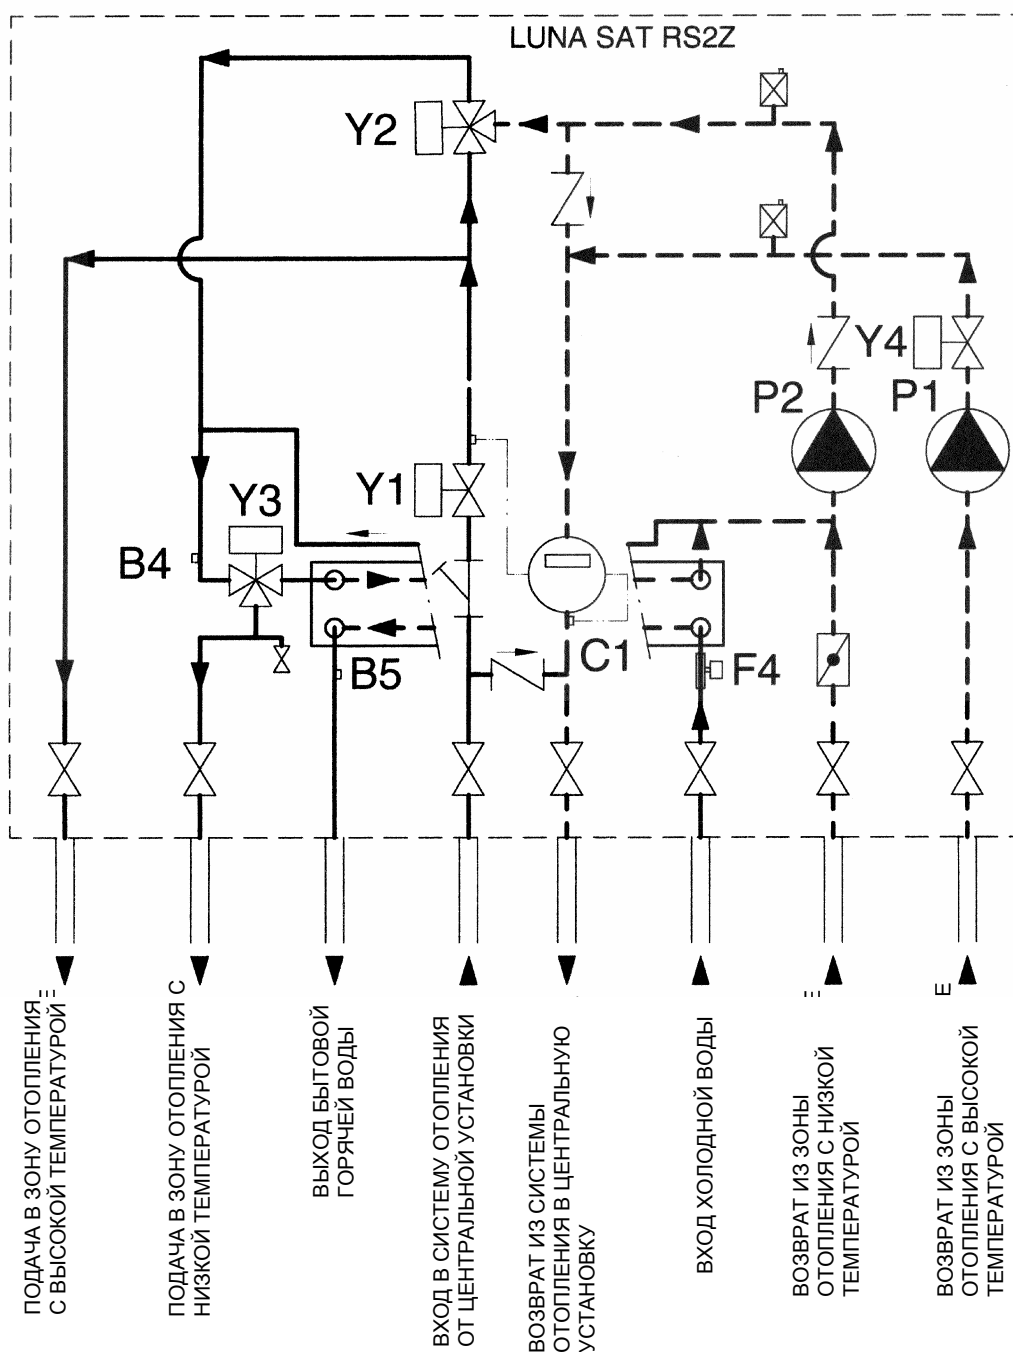 LUNA SAT RS2Z
Y2
Y4
P2
P1
Y3
Y1
B4
B5
C1
F4
ПОДАЧА В ЗОНУ ОТОПЛЕНИЯ
С ВЫСОКОЙ ТЕМПЕРАТУРОЙ
ПОДАЧА В ЗОНУ ОТОПЛЕНИЯ С
НИЗКОЙ ТЕМПЕРАТУРОЙ
ВЫХОД БЫТОВОЙ
ГОРЯЧЕЙ ВОДЫ
ВХОД В СИСТЕМУ ОТОПЛЕНИЯ
ОТ ЦЕНТРАЛЬНОЙ УСТАНОВКИ
ВОЗВРАТ ИЗ СИСТЕМЫ
ОТОПЛЕНИЯ В ЦЕНТРАЛЬНУЮ
УСТАНОВКУ
ВХОД ХОЛОДНОЙ ВОДЫ
ВОЗВРАТ ИЗ ЗОНЫ
ОТОПЛЕНИЯ С НИЗКОЙ
ТЕМПЕРАТУРОЙ
E
ВОЗВРАТ ИЗ ЗОНЫ
ОТОПЛЕНИЯ С ВЫСОКОЙ
ТЕМПЕРАТУРОЙ